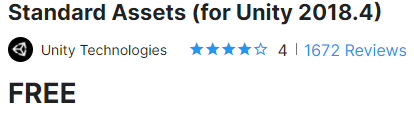 Standard Assets (for Unity 2018.4)
Unity Technologies 4 | 1672 Reviews
FREE